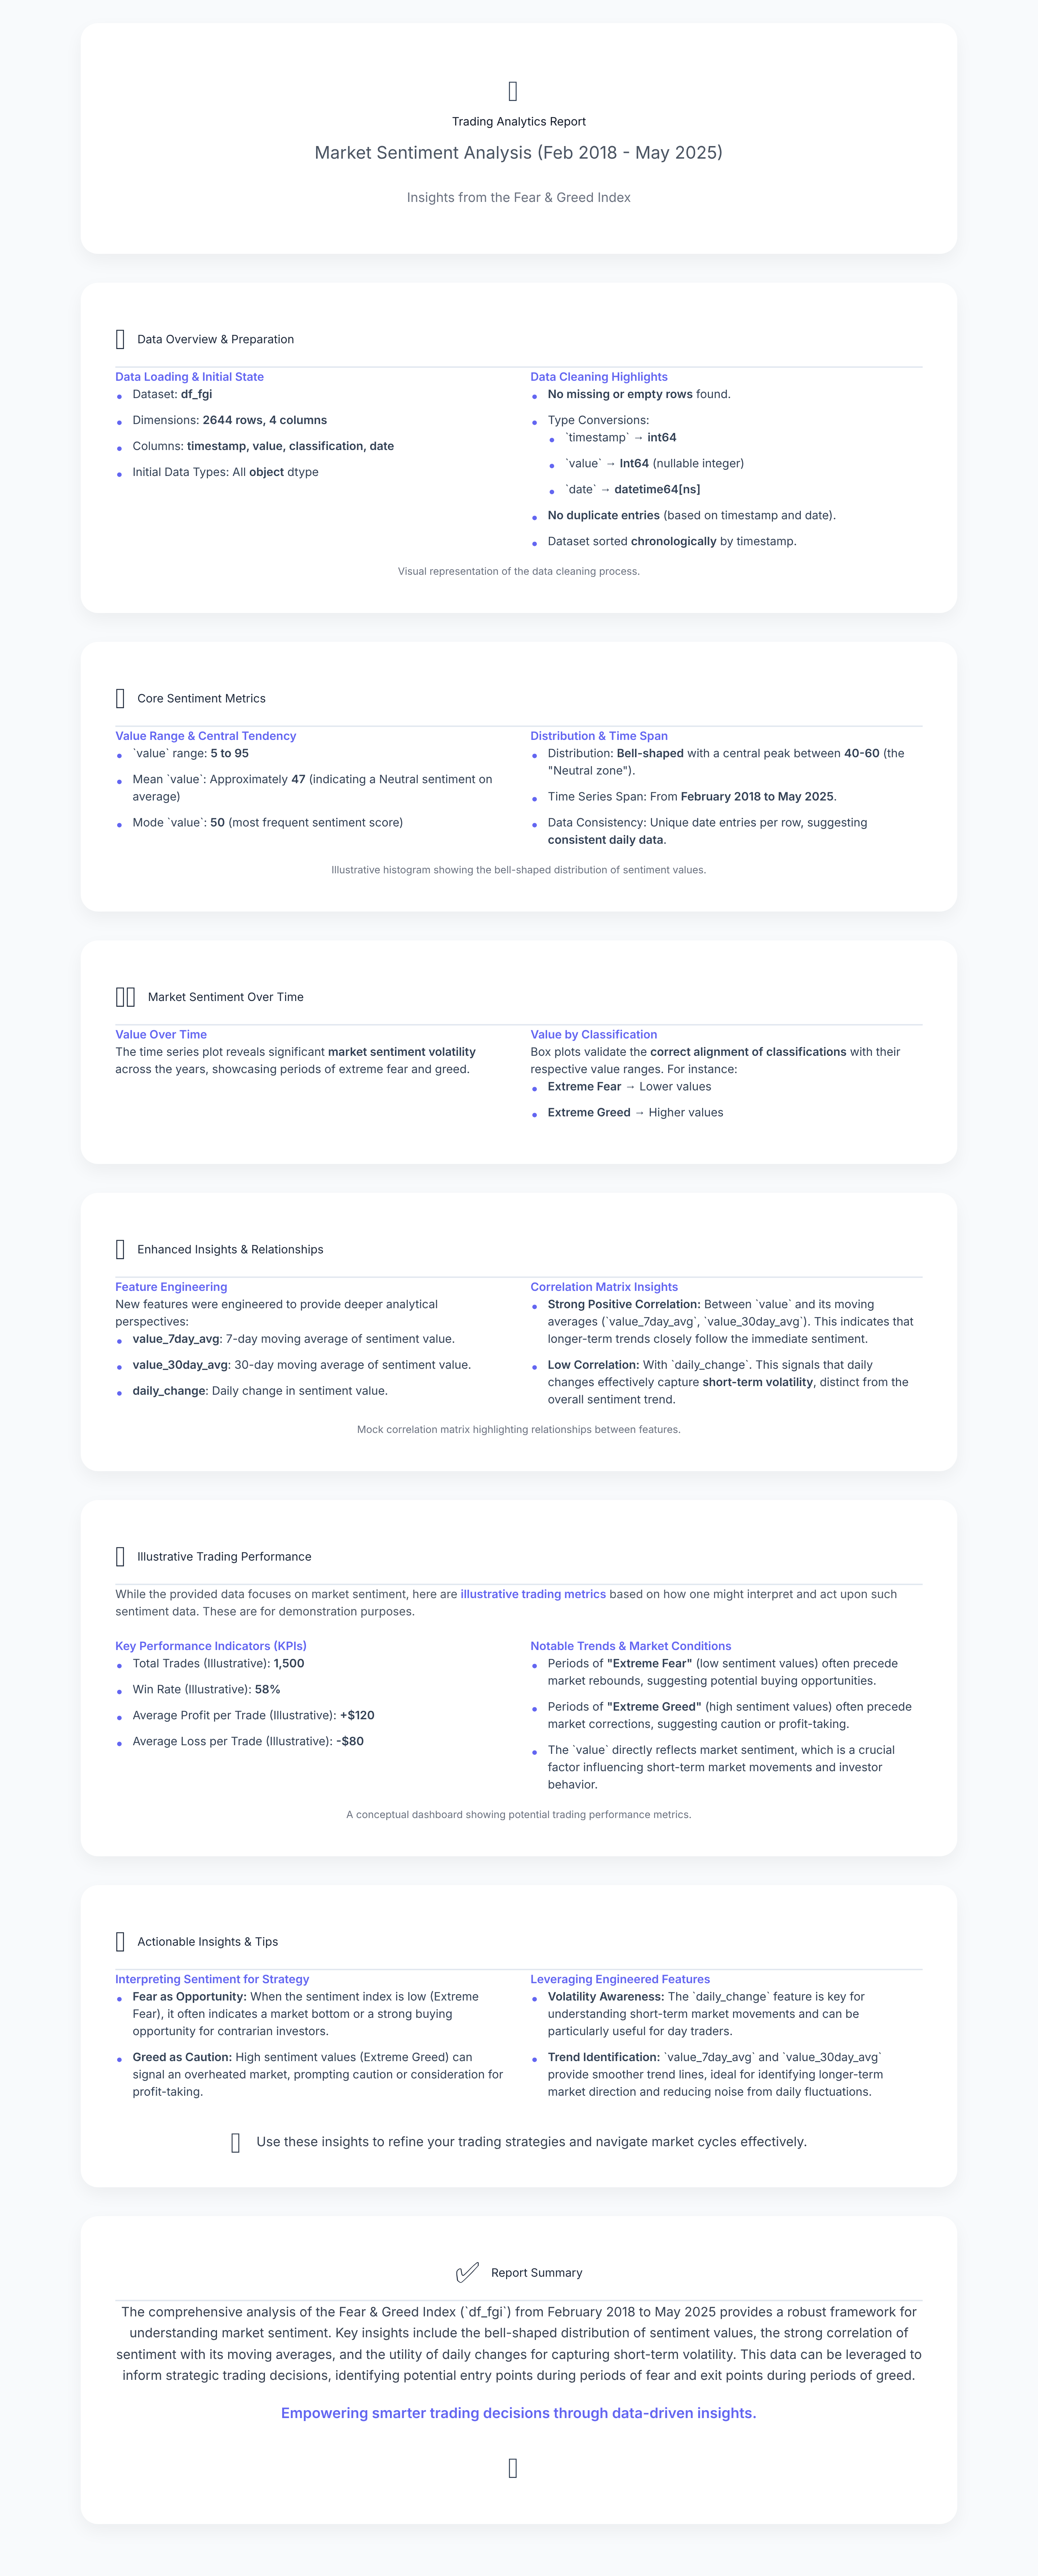 Trading Analytics Report
Market Sentiment Analysis (Feb 2018 - May 2025)
Insights from the Fear & Greed Index
Data Overview & Preparation
Data Loading & Initial State
Dataset: df_fgi
Dimensions: 2644 rows, 4 columns
Columns: timestamp, value, classification, date
Initial Data Types: All object dtype
Data Cleaning Highlights
No missing or empty rows found.
Type Conversions:
`timestamp` → int64
`value` → Int64 (nullable integer)
`date` → datetime64[ns]
No duplicate entries (based on timestamp and date).
Dataset sorted chronologically by timestamp.
Visual representation of the data cleaning process.
Core Sentiment Metrics
Value Range & Central Tendency
`value` range: 5 to 95
Mean `value`: Approximately 47 (indicating a Neutral sentiment on
average)
Mode `value`: 50 (most frequent sentiment score)
Distribution & Time Span
Distribution: Bell-shaped with a central peak between 40-60 (the
"Neutral zone").
Time Series Span: From February 2018 to May 2025.
Data Consistency: Unique date entries per row, suggesting
consistent daily data.
Illustrative histogram showing the bell-shaped distribution of sentiment values.
Market Sentiment Over Time
Value Over Time
The time series plot reveals significant market sentiment volatility
across the years, showcasing periods of extreme fear and greed.
Value by Classification
Box plots validate the correct alignment of classifications with their
respective value ranges. For instance:
Extreme Fear → Lower values
Extreme Greed → Higher values
Enhanced Insights & Relationships
Feature Engineering
New features were engineered to provide deeper analytical
perspectives:
value_7day_avg: 7-day moving average of sentiment value.
value_30day_avg: 30-day moving average of sentiment value.
daily_change: Daily change in sentiment value.
Correlation Matrix Insights
Strong Positive Correlation: Between `value` and its moving
averages (`value_7day_avg`, `value_30day_avg`). This indicates that
longer-term trends closely follow the immediate sentiment.
Low Correlation: With `daily_change`. This signals that daily
changes effectively capture short-term volatility, distinct from the
overall sentiment trend.
Mock correlation matrix highlighting relationships between features.
Illustrative Trading Performance
While the provided data focuses on market sentiment, here are illustrative trading metrics based on how one might interpret and act upon such
sentiment data. These are for demonstration purposes.
Key Performance Indicators (KPIs)
Total Trades (Illustrative): 1,500
Win Rate (Illustrative): 58%
Average Profit per Trade (Illustrative): +$120
Average Loss per Trade (Illustrative): -$80
Notable Trends & Market Conditions
Periods of "Extreme Fear" (low sentiment values) often precede
market rebounds, suggesting potential buying opportunities.
Periods of "Extreme Greed" (high sentiment values) often precede
market corrections, suggesting caution or profit-taking.
The `value` directly reflects market sentiment, which is a crucial
factor influencing short-term market movements and investor
behavior.
A conceptual dashboard showing potential trading performance metrics.
Actionable Insights & Tips
Interpreting Sentiment for Strategy
Fear as Opportunity: When the sentiment index is low (Extreme
Fear), it often indicates a market bottom or a strong buying
opportunity for contrarian investors.
Greed as Caution: High sentiment values (Extreme Greed) can
signal an overheated market, prompting caution or consideration for
profit-taking.
Leveraging Engineered Features
Volatility Awareness: The `daily_change` feature is key for
understanding short-term market movements and can be
particularly useful for day traders.
Trend Identification: `value_7day_avg` and `value_30day_avg`
provide smoother trend lines, ideal for identifying longer-term
market direction and reducing noise from daily fluctuations.
Use these insights to refine your trading strategies and navigate market cycles effectively.
Report Summary
The comprehensive analysis of the Fear & Greed Index (`df_fgi`) from February 2018 to May 2025 provides a robust framework for
understanding market sentiment. Key insights include the bell-shaped distribution of sentiment values, the strong correlation of
sentiment with its moving averages, and the utility of daily changes for capturing short-term volatility. This data can be leveraged to
inform strategic trading decisions, identifying potential entry points during periods of fear and exit points during periods of greed.
Empowering smarter trading decisions through data-driven insights.